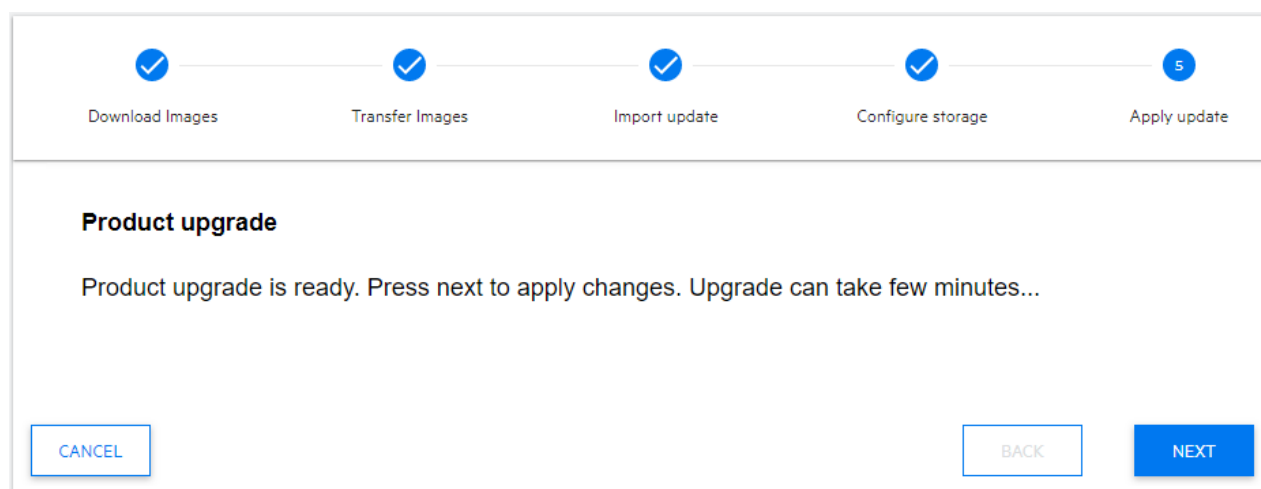 5
Download Images Transfer Images Import update Configure storage Apply update
Product upgrade
Product upgrade is ready. Press next to apply changes. Upgrade can take few minutes...
CANCEL BACK NEXT